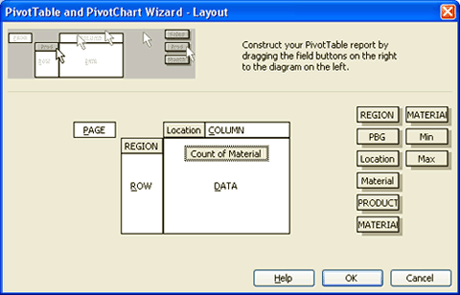 PivotTable and PivotChart Wizard - Layout
Construct your PivotTable report by
dragging the field buttons on the right
to the diagram on the left.
PAGE
Location COLUMN
REGION
Count of Material
ROW DATA
REGION MATERIAL
PBG Min
Location Max
Material
PRODUCT
MATERIAL
Help OK Cancel